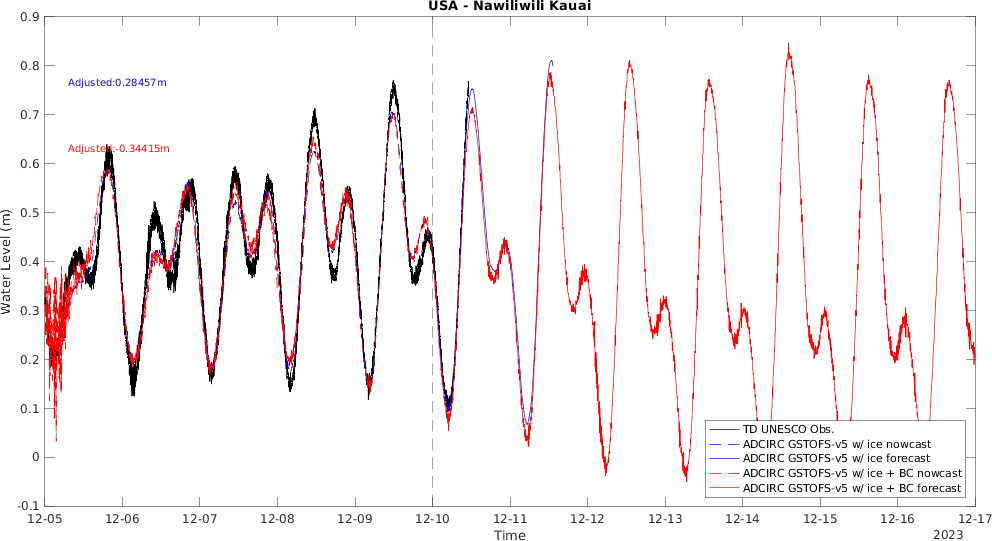 USA - Nawiliwili Kauai
0.9
0.8
0.7
0.6
0.5
0.4
0.3
0.2
0.1
0
-0.1
Water Level (m)
Adjusted:0.28457m
Adjusted:-0.34415m
TD UNESCO Obs.
ADCIRC GSTOFS-v5 w/ ice nowcast
ADCIRC GSTOFS-v5 w/ ice forecast
ADCIRC GSTOFS-v5 w/ ice + BC nowcast
ADCIRC GSTOFS-v5 w/ ice + BC forecast
12-05 12-06 12-07 12-08 12-09 12-10 12-11 12-12 12-13 12-14 12-15 12-16 12-17
Time
2023